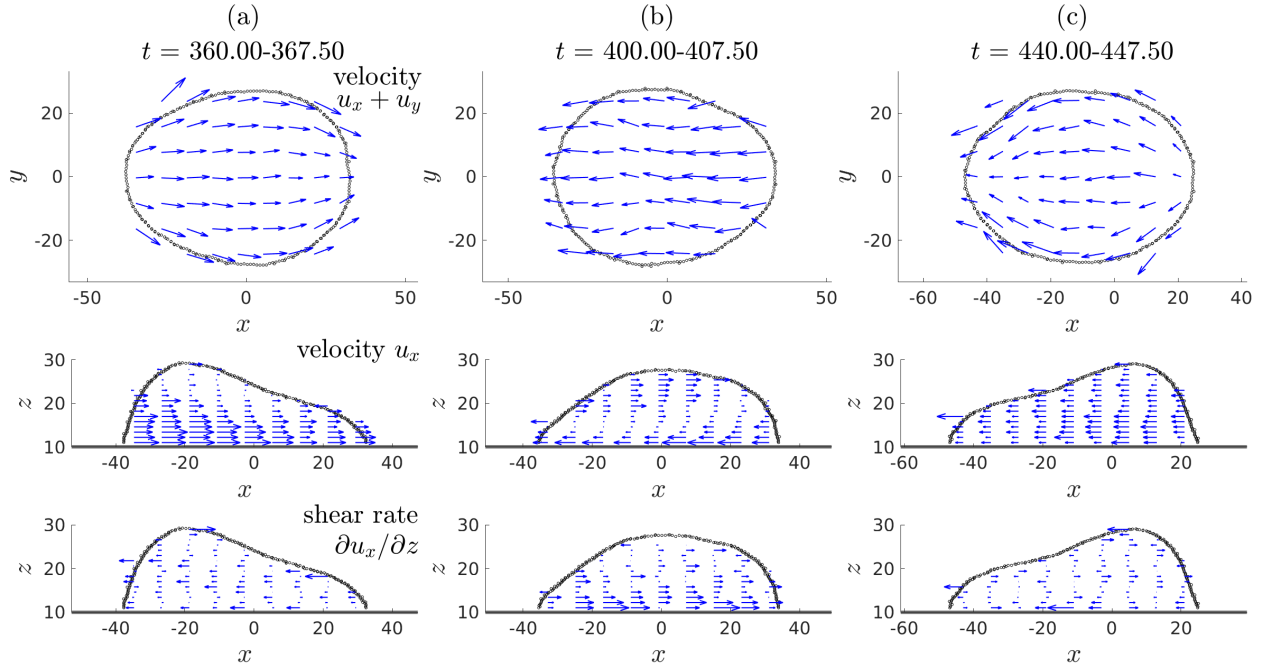 (a) (b) (c)
t = 360.00-367.50 t = 400.00-407.50 t = 440.00-447.50
velocity
u_x + u_y
20 20 20
y 0 y 0 y 0
-20 -20 -20
-50 0 50 -50 0 50 -60 -40 -20 0 20 40
x x x
velocity u_x
30 30 30
z 20 z 20 z 20
10 10 10
-40 -20 0 20 40 -40 -20 0 20 40 -60 -40 -20 0 20
x x x
shear rate
∂u_x/∂z
30 30 30
z 20 z 20 z 20
10 10 10
-40 -20 0 20 40 -40 -20 0 20 40 -60 -40 -20 0 20
x x x